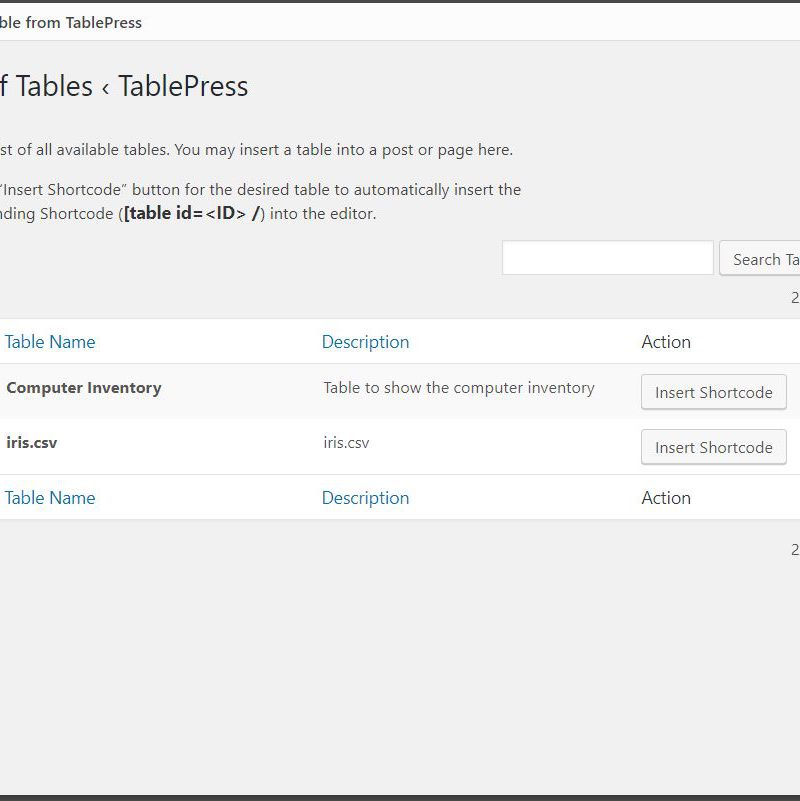 ble from TablePress
f Tables ‹ TablePress
st of all available tables. You may insert a table into a post or page here.
"Insert Shortcode" button for the desired table to automatically insert the
nding Shortcode ([table id=<ID> /) into the editor.
Search Ta
2
Table Name Description Action
Computer Inventory Table to show the computer inventory Insert Shortcode
iris.csv iris.csv Insert Shortcode
Table Name Description Action
2